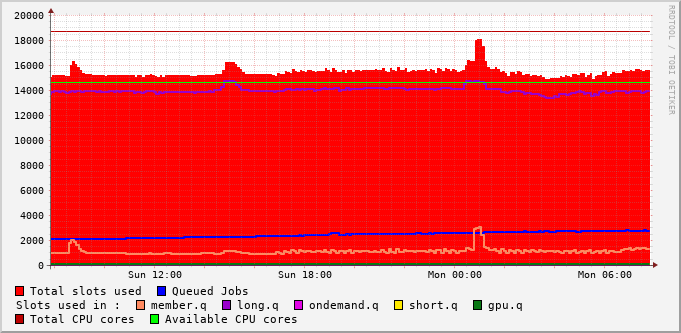 20000
18000
16000
14000
12000
10000
8000
6000
4000
2000
0
Sun 12:00 Sun 18:00 Mon 00:00 Mon 06:00
RRDTOOL / TOBI OETIKER
Total slots used Queued Jobs
Slots used in : member.q long.q ondemand.q short.q gpu.q
Total CPU cores Available CPU cores